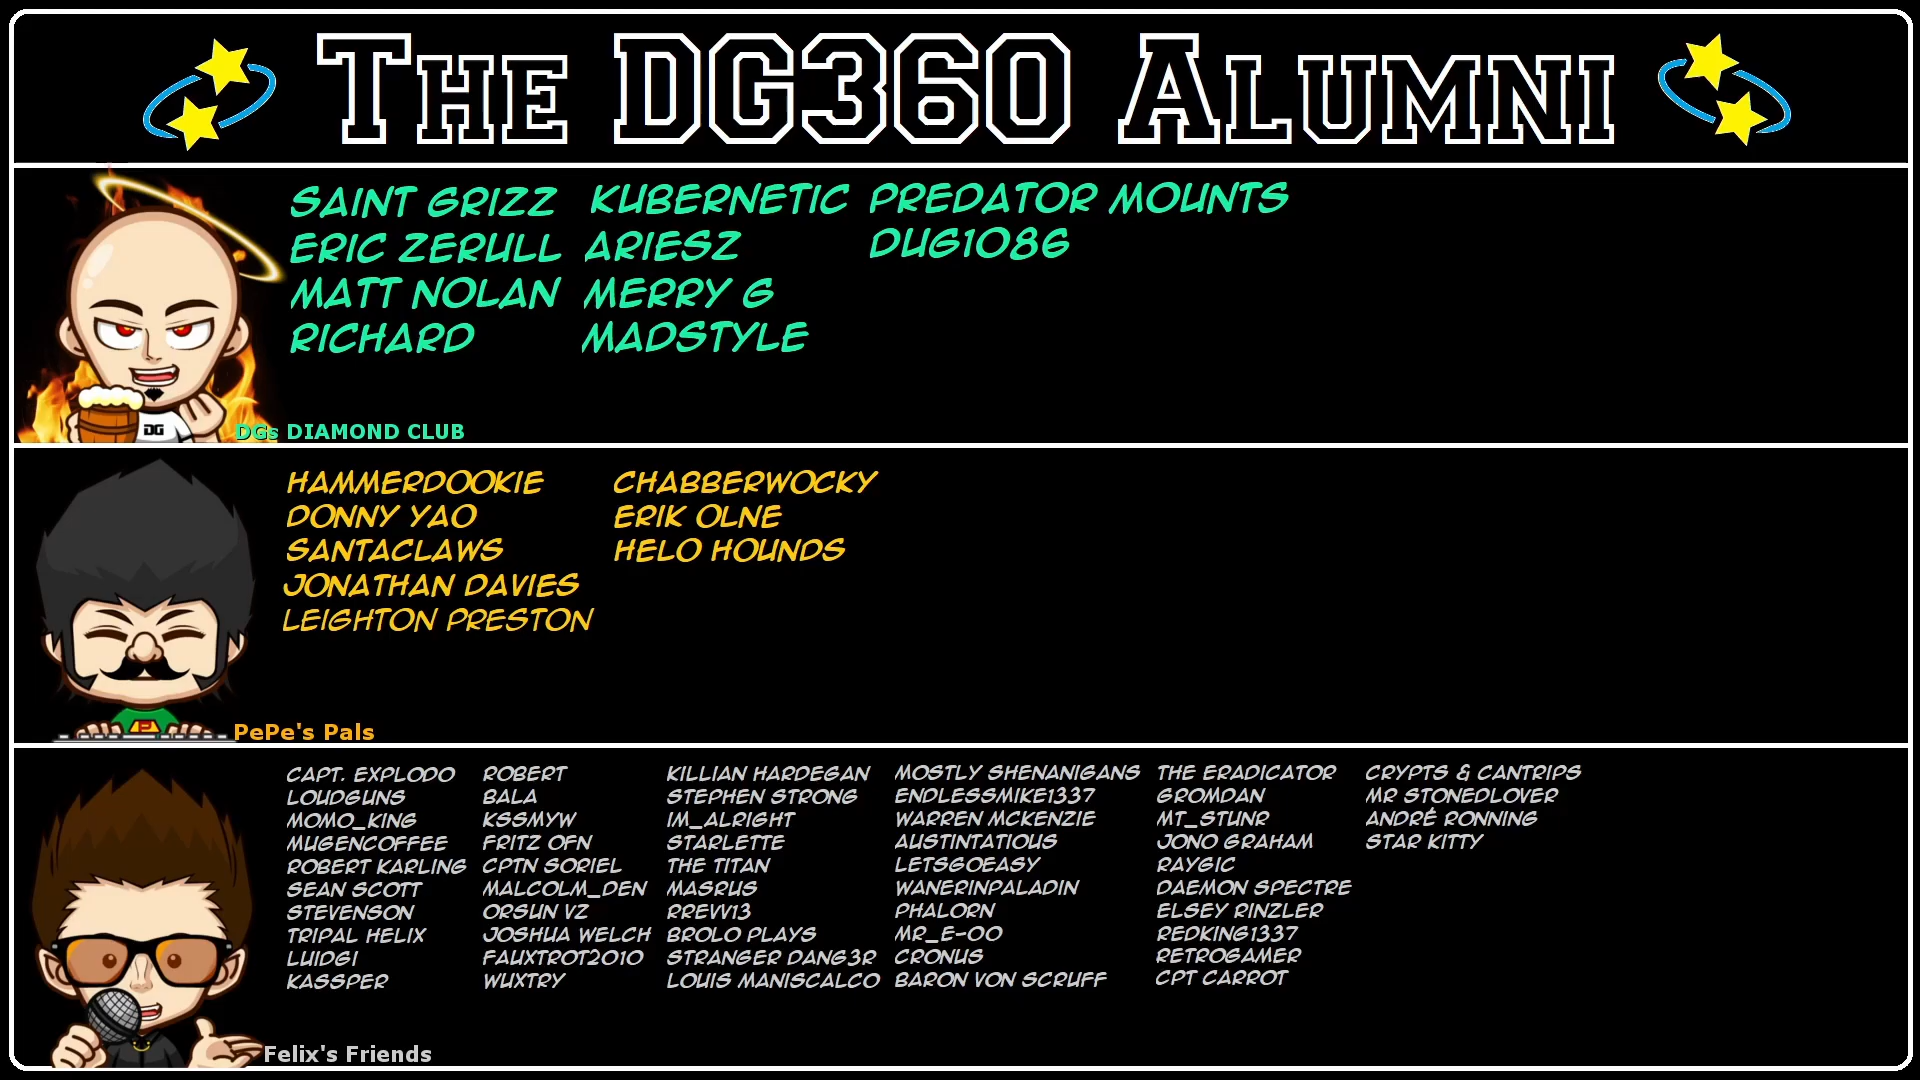 THE DG360 ALUMNI
SAINT GRIZZ
ERIC ZERULL
MATT NOLAN
RICHARD
KUBERNETIC
ARIESZ
MERRY G
MADSTYLE
PREDATOR MOUNTS
DUG1086
DG
DGs DIAMOND CLUB
HAMMERDOOKIE
DONNY YAO
SANTACLAWS
JONATHAN DAVIES
LEIGHTON PRESTON
CHABBERWOCKY
ERIK OLNE
HELO HOUNDS
P
PePe's Pals
CAPT. EXPLODO
LOUDGUNS
MOMO_KING
MUGENCOFFEE
ROBERT KARLING
SEAN SCOTT
STEVENSON
TRIPAL HELIX
LUIDGI
KASSPER
ROBERT
BALA
KSSMYW
FRITZ OFN
CPTN SORIEL
MALCOLM_DEN
ORSUN VZ
JOSHUA WELCH
FAUXTROT2010
WUXTRY
KILLIAN HARDEGAN
STEPHEN STRONG
IM_ALRIGHT
STARLETTE
THE TITAN
MASRUS
RREVV13
BROLO PLAYS
STRANGER DANG3R
LOUIS MANISCALCO
MOSTLY SHENANIGANS
ENDLESSMIKE1337
WARREN MCKENZIE
AUSTINTATIOUS
LETSGOEASY
WANERINPALADIN
PHALORN
MR_E-OO
CRONUS
BARON VON SCRUFF
THE ERADICATOR
GROMDAN
MT_STUNR
JONO GRAHAM
RAYGIC
DAEMON SPECTRE
ELSEY RINZLER
REDKING1337
RETROGAMER
CPT CARROT
CRYPTS & CANTRIPS
MR STONEDLOVER
ANDRÉ RONNING
STAR KITTY
Felix's Friends